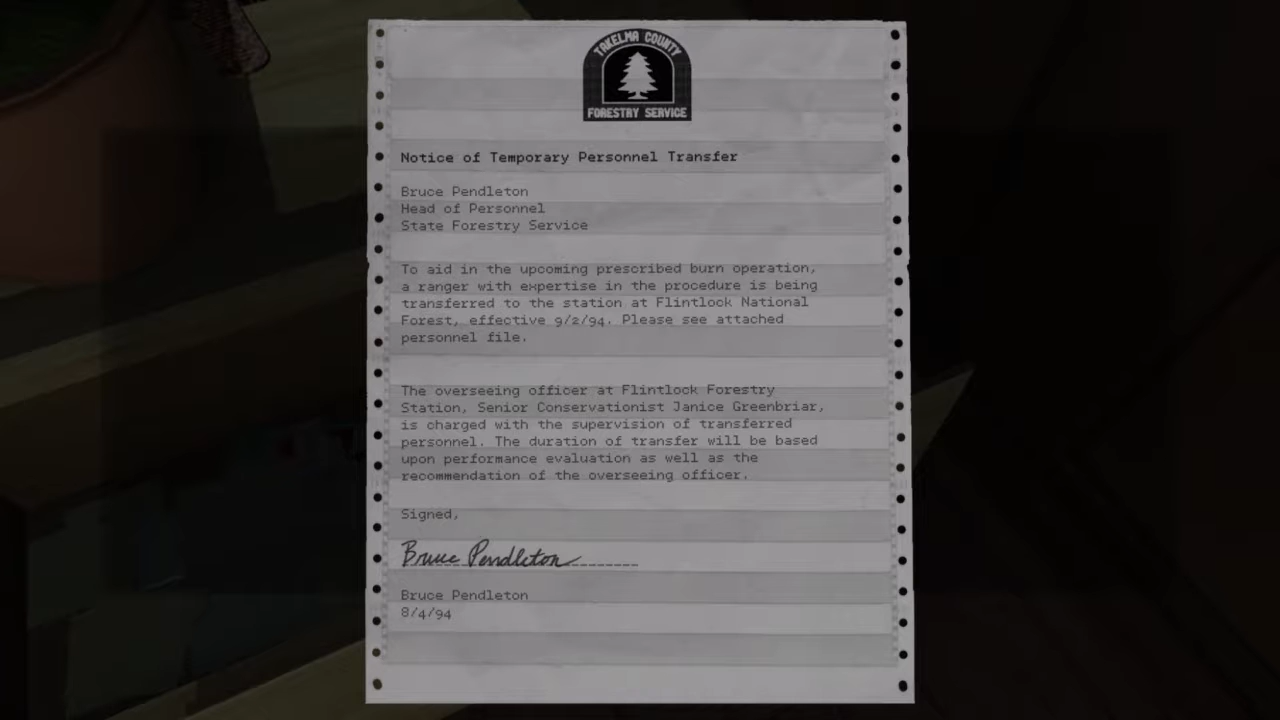 TAKELMA COUNTY
FORESTRY SERVICE
Notice of Temporary Personnel Transfer
Bruce Pendleton
Head of Personnel
State Forestry Service
To aid in the upcoming prescribed burn operation,
a ranger with expertise in the procedure is being
transferred to the station at Flintlock National
Forest, effective 9/2/94. Please see attached
personnel file.
The overseeing officer at Flintlock Forestry
Station, Senior Conservationist Janice Greenbriar,
is charged with the supervision of transferred
personnel. The duration of transfer will be based
upon performance evaluation as well as the
recommendation of the overseeing officer.
Signed,
Bruce Pendleton
Bruce Pendleton
8/4/94